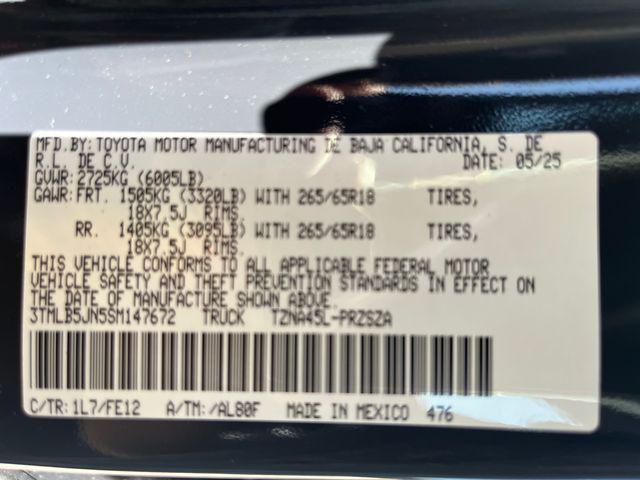 MFD.BY:TOYOTA MOTOR MANUFACTURING DE BAJA CALIFORNIA, S. DE
R.L. DE C.V. DATE: 05/25
GVWR:2725KG (6005LB)
GAWR:FRT. 1505KG (3320LB) WITH 265/65R18 TIRES,
18X7.5J RIMS.
RR. 1405KG (3095LB) WITH 265/65R18 TIRES,
18X7.5J RIMS.
THIS VEHICLE CONFORMS TO ALL APPLICABLE FEDERAL MOTOR
VEHICLE SAFETY AND THEFT PREVENTION STANDARDS IN EFFECT ON
THE DATE OF MANUFACTURE SHOWN ABOVE.
3TMLB5JN5SM147672 TRUCK TZNA45L-PRZSZA
C/TR:1L7/FE12 A/TM:/AL80F MADE IN MEXICO 476